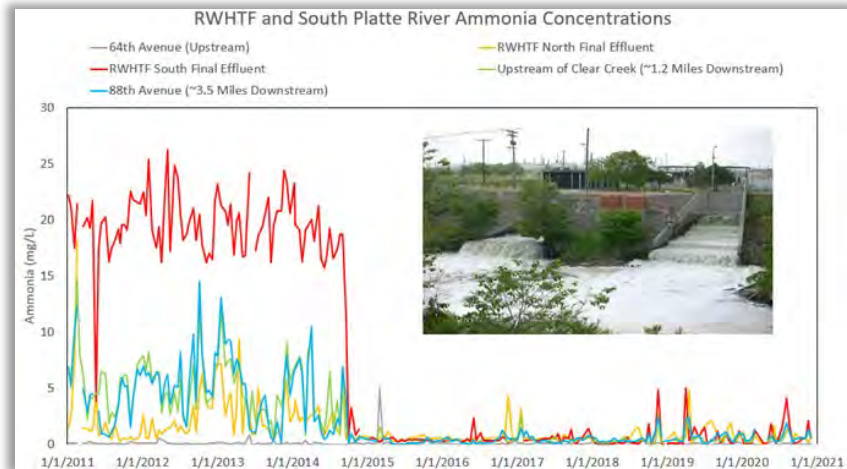 RWHTF and South Platte River Ammonia Concentrations
64th Avenue (Upstream)
RWHTF North Final Effluent
RWHTF South Final Effluent
Upstream of Clear Creek (~1.2 Miles Downstream)
88th Avenue (~3.5 Miles Downstream)
Ammonia (mg/L)
30
25
20
15
10
5
0
1/1/2011 1/1/2012 1/1/2013 1/1/2014 1/1/2015 1/1/2016 1/1/2017 1/1/2018 1/1/2019 1/1/2020 1/1/2021